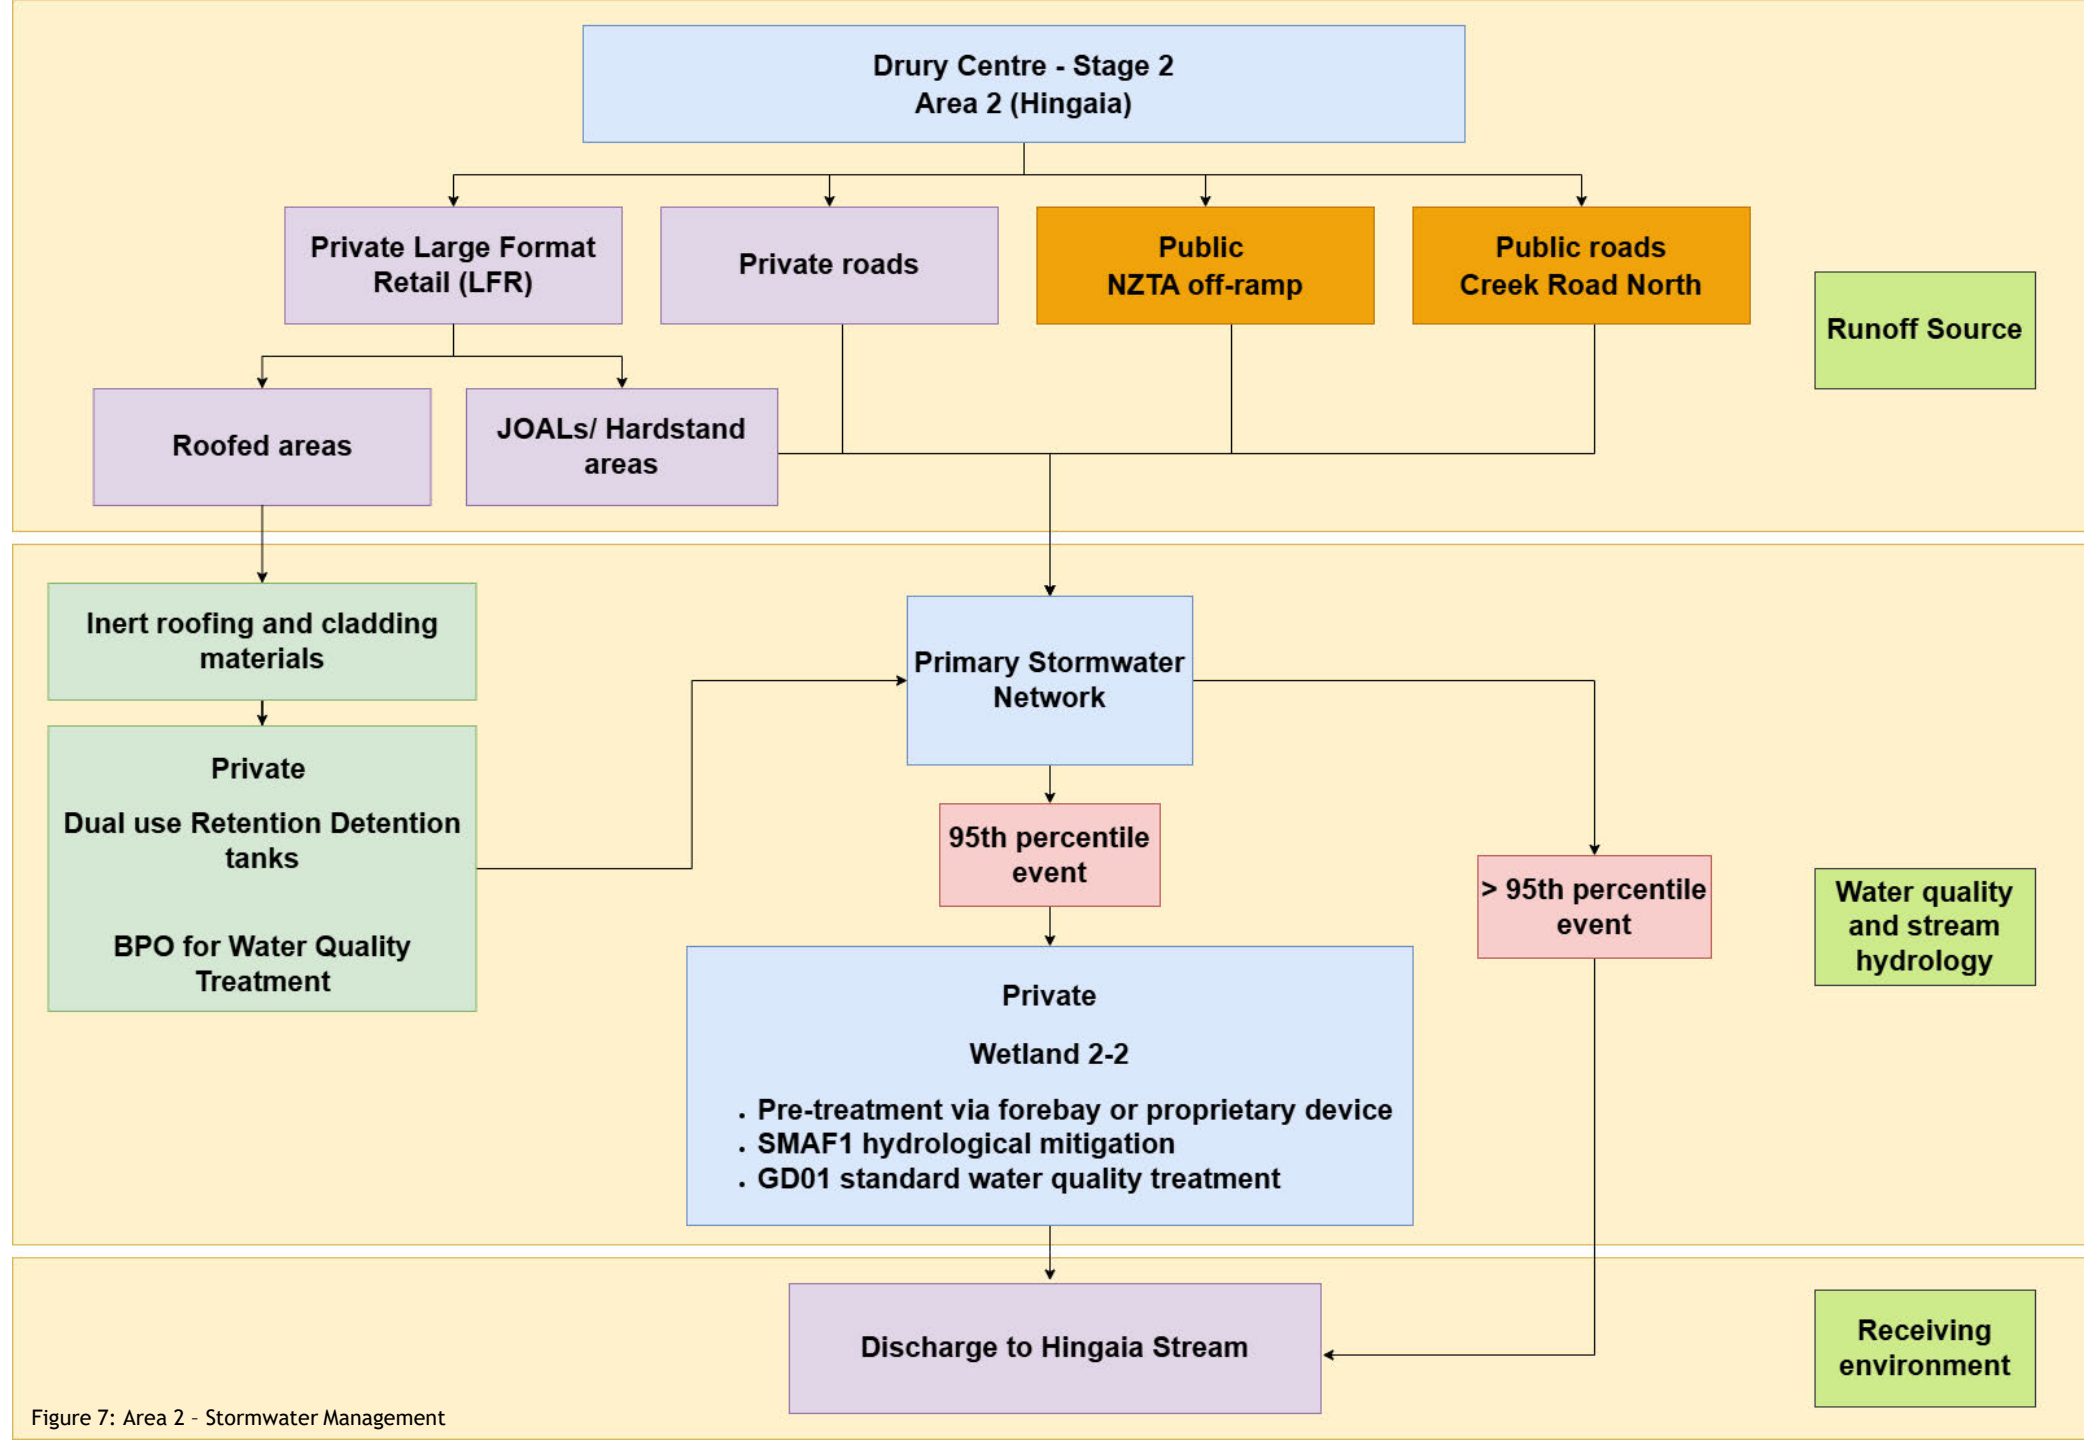 Drury Centre - Stage 2
Area 2 (Hingaia)
Private Large Format
Retail (LFR)
Private roads
Public
NZTA off-ramp
Public roads
Creek Road North
Runoff Source
Roofed areas
JOALs/ Hardstand
areas
Inert roofing and cladding
materials
Private
Dual use Retention Detention
tanks
BPO for Water Quality
Treatment
Primary Stormwater
Network
95th percentile
event
> 95th percentile
event
Water quality
and stream
hydrology
Private
Wetland 2-2
• Pre-treatment via forebay or proprietary device
• SMAF1 hydrological mitigation
• GD01 standard water quality treatment
Discharge to Hingaia Stream
Receiving
environment
Figure 7: Area 2 – Stormwater Management